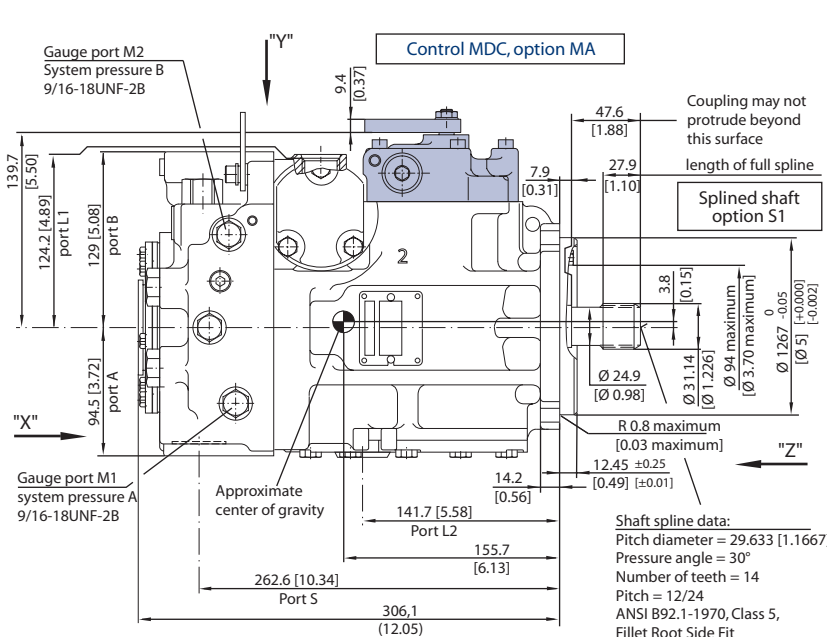 Gauge port M2
System pressure B
9/16-18UNF-2B
"Y"
Control MDC, option MA
9.4
[0.37]
47.6
[1.88]
Coupling may not
protrude beyond
this surface
7.9
[0.31]
27.9
[1.10]
length of full spline
Splined shaft
option S1
139.7
[5.50]
124.2 [4.89]
port L1
129 [5.08]
port B
2
3.8
[0.15]
Ø 94 maximum
[Ø 3.70 maximum]
Ø 1267
0
-0.05
[Ø 5]
[+0.000]
[-0.002]
Ø 31.14
[Ø 1.226]
Ø 24.9
[Ø 0.98]
94.5 [3.72]
port A
"X"
R 0.8 maximum
[0.03 maximum]
"Z"
12.45 ±0.25
[0.49] [±0.01]
14.2
[0.56]
Gauge port M1
system pressure A
9/16-18UNF-2B
Approximate
center of gravity
141.7 [5.58]
Port L2
155.7
[6.13]
262.6 [10.34]
Port S
306,1
(12.05)
Shaft spline data:
Pitch diameter = 29.633 [1.1667]
Pressure angle = 30°
Number of teeth = 14
Pitch = 12/24
ANSI B92.1-1970, Class 5,
Fillet Root Side Fit